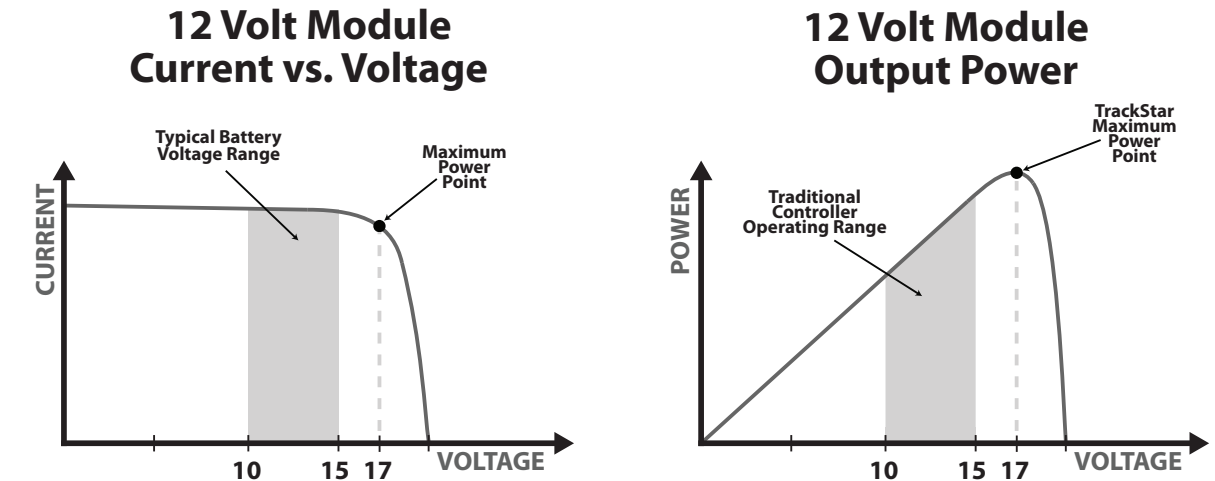 12 Volt Module
Current vs. Voltage
Typical Battery
Voltage Range
Maximum
Power
Point
CURRENT
10
15
17
VOLTAGE
12 Volt Module
Output Power
TrackStar
Maximum
Power
Point
Traditional
Controller
Operating Range
POWER
10
15
17
VOLTAGE